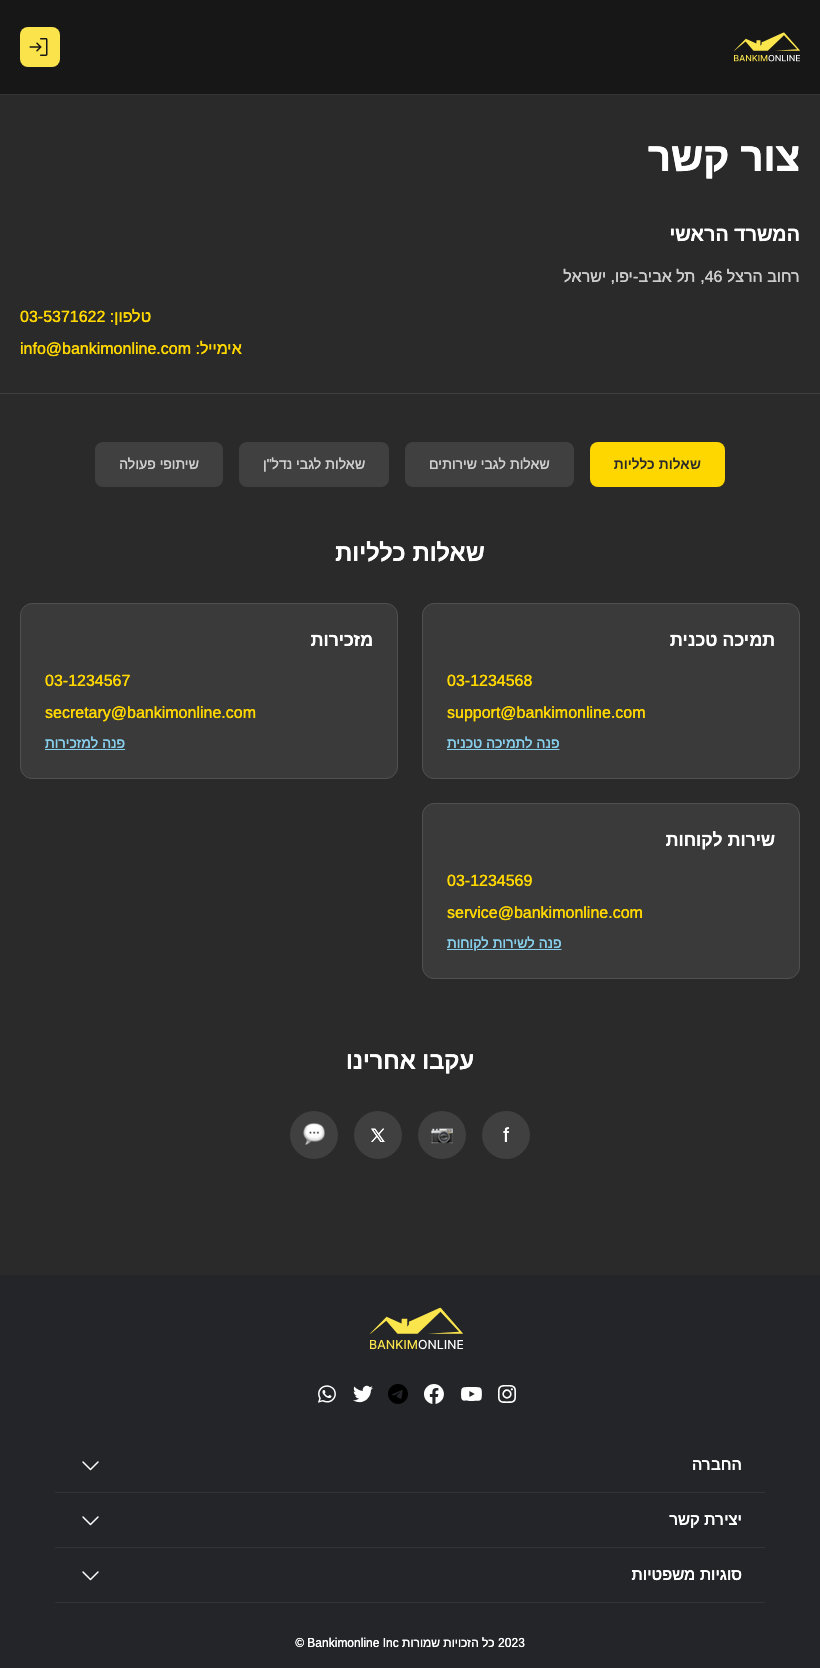 BANKIMONLINE
צור קשר
המשרד הראשי
רחוב הרצל 46, תל אביב-יפו, ישראל
טלפון: 03-5371622
אימייל: info@bankimonline.com
שאלות כלליות
שאלות לגבי שירותים
שאלות לגבי נדל"ן
שיתופי פעולה
שאלות כלליות
תמיכה טכנית
03-1234568
support@bankimonline.com
פנה לתמיכה טכנית
מזכירות
03-1234567
secretary@bankimonline.com
פנה למזכירות
שירות לקוחות
03-1234569
service@bankimonline.com
פנה לשירות לקוחות
עקבו אחרינו
f
𝕏
BANKIMONLINE
החברה
יצירת קשר
סוגיות משפטיות
2023 כל הזכויות שמורות Bankimonline Inc ©